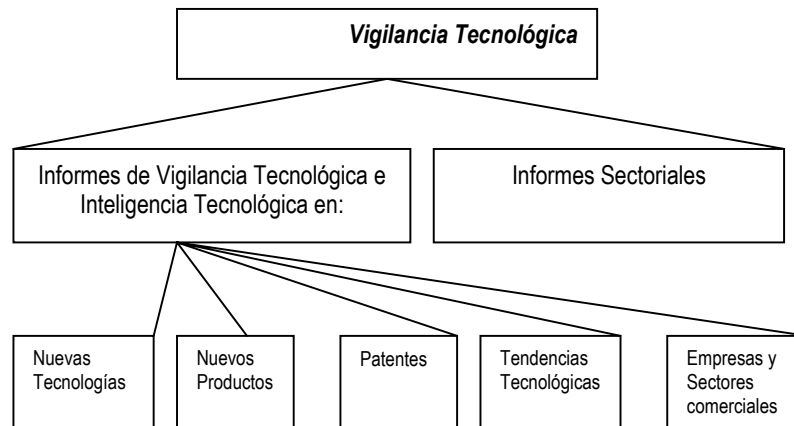 Vigilancia Tecnológica
Informes de Vigilancia Tecnológica e
Inteligencia Tecnológica en:
Informes Sectoriales
Nuevas
Tecnologías
Nuevos
Productos
Patentes
Tendencias
Tecnológicas
Empresas y
Sectores
comerciales